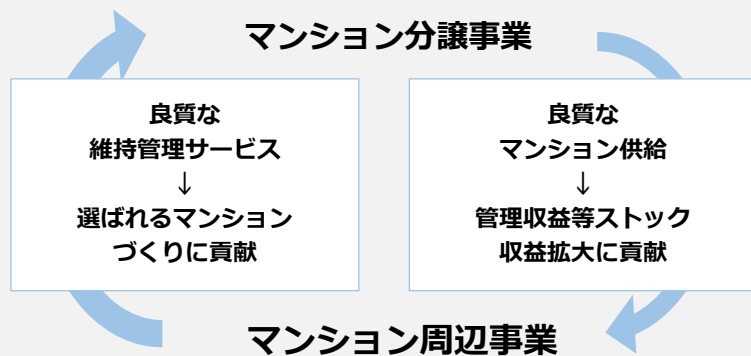 マンション分譲事業
良質な
維持管理サービス
↓
選ばれるマンション
づくりに貢献
良質な
マンション供給
↓
管理収益等ストック
収益拡大に貢献
マンション周辺事業